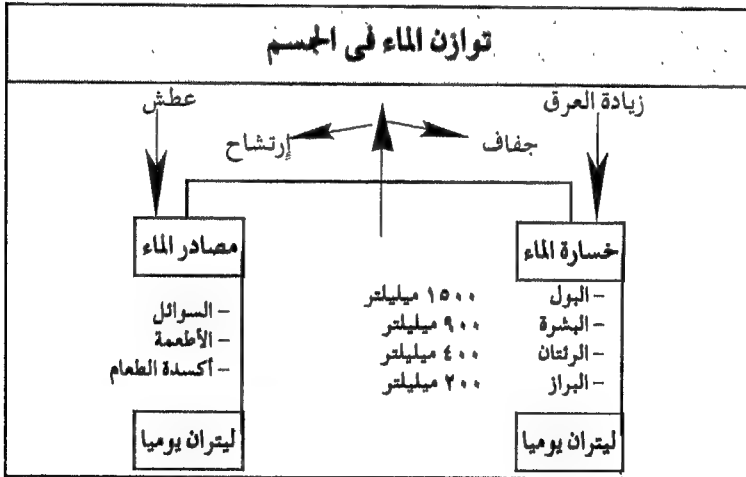 توازن الماء فى الجسم
زيادة العرق
عطش
جفاف
إرتشاح
خسارة الماء
مصادر الماء
- البول ١٥٠٠ ميليلتر
- البشرة ٩٠٠ ميليلتر
- الرئتان ٤٠٠ ميليلتر
- البراز ٢٠٠ ميليلتر
- السوائل
- الأطعمة
- أكسدة الطعام
ليتران يوميا
ليتران يوميا